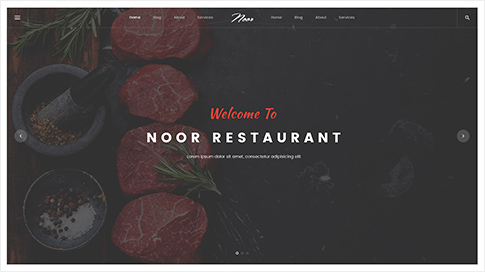 Home Blog About Services Noor Home Blog About Services
Welcome To
NOOR RESTAURANT
Lorem ipsum dolor sit amet, consectetur adipisicing elit